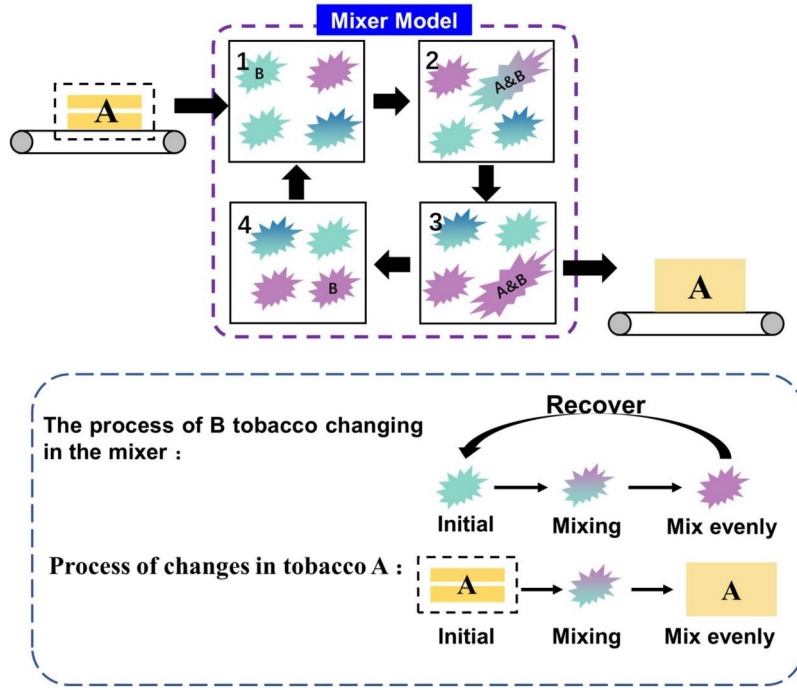 Mixer Model
A
1
B
2
A&B
4
B
3
A&B
A
The process of B tobacco changing
in the mixer :
Recover
Initial
Mixing
Mix evenly
Process of changes in tobacco A :
A
A
Initial
Mixing
Mix evenly